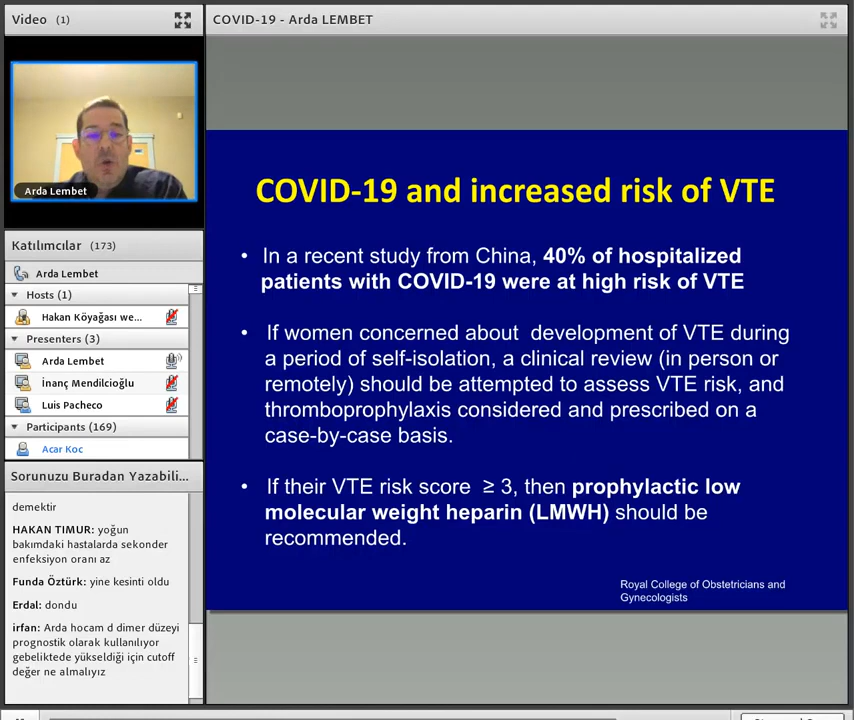 Video (1)
Arda Lembet
Katılımcılar (173)
Arda Lembet
Hosts (1)
Hakan Köyağası we...
Presenters (3)
Arda Lembet
İnanç Mendilcioğlu
Luis Pacheco
Participants (169)
Acar Koc
Sorunuzu Buradan Yazabili...
demektir
HAKAN TIMUR: yoğun
bakımdaki hastalarda sekonder
enfeksiyon oranı az
Funda Öztürk: yine kesinti oldu
Erdal: dondu
irfan: Arda hocam d dimer düzeyi
prognostik olarak kullanılıyor
gebeliktede yükseldiği için cutoff
değer ne almalıyız
COVID-19 - Arda LEMBET
COVID-19 and increased risk of VTE
• In a recent study from China, 40% of hospitalized
patients with COVID-19 were at high risk of VTE
• If women concerned about development of VTE during
a period of self-isolation, a clinical review (in person or
remotely) should be attempted to assess VTE risk, and
thromboprophylaxis considered and prescribed on a
case-by-case basis.
• If their VTE risk score ≥ 3, then prophylactic low
molecular weight heparin (LMWH) should be
recommended.
Royal College of Obstetricians and
Gynecologists